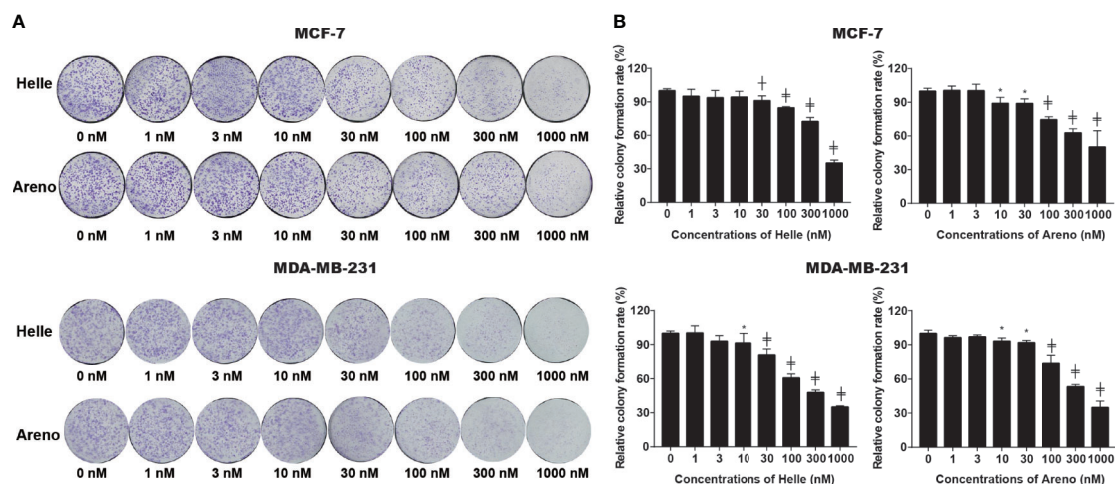 A
MCF-7
Helle
0 nM 1 nM 3 nM 10 nM 30 nM 100 nM 300 nM 1000 nM
Areno
0 nM 1 nM 3 nM 10 nM 30 nM 100 nM 300 nM 1000 nM
MDA-MB-231
Helle
0 nM 1 nM 3 nM 10 nM 30 nM 100 nM 300 nM 1000 nM
Areno
0 nM 1 nM 3 nM 10 nM 30 nM 100 nM 300 nM 1000 nM
B
MCF-7
Relative colony formation rate (%)
120
90
60
30
0
┼ ╪ ╪ ╪
0 1 3 10 30 100 300 1000
Concentrations of Helle (nM)
Relative colony formation rate (%)
120
90
60
30
0
* * ╪ ╪ ╪
0 1 3 10 30 100 300 1000
Concentrations of Areno (nM)
MDA-MB-231
Relative colony formation rate (%)
120
90
60
30
0
* ╪ ╪ ╪ ╪
0 1 3 10 30 100 300 1000
Concentrations of Helle (nM)
Relative colony formation rate (%)
120
90
60
30
0
* * ╪ ╪ ╪
0 1 3 10 30 100 300 1000
Concentrations of Areno (nM)